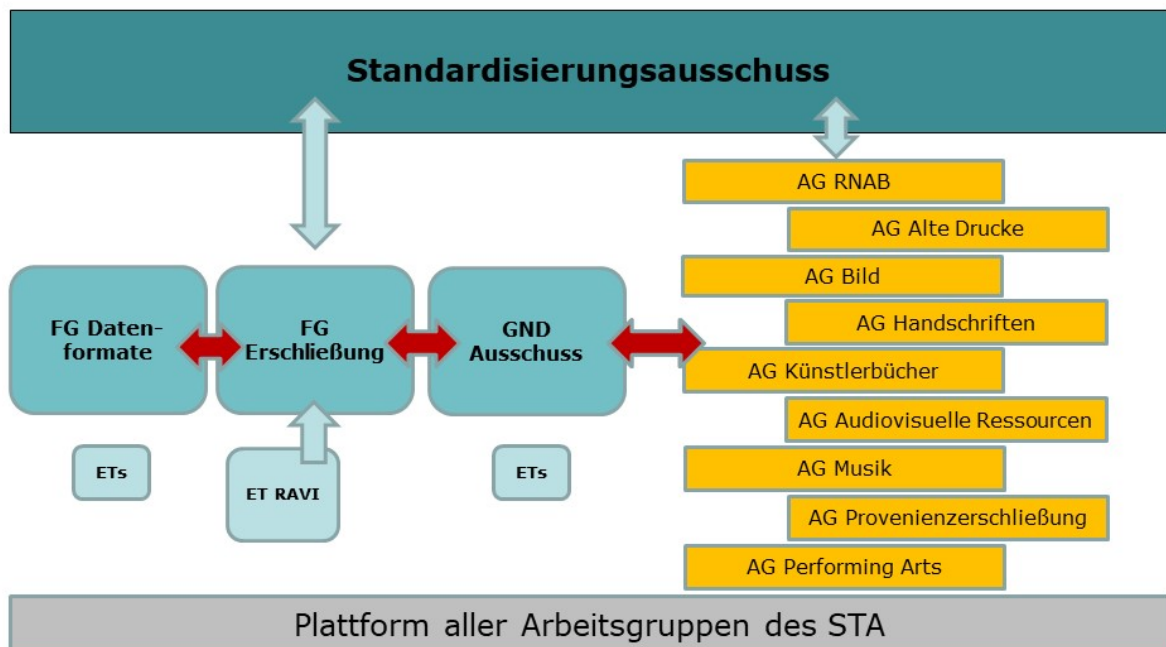 Standardisierungsausschuss
AG RNAB
AG Alte Drucke
AG Bild
AG Handschriften
AG Künstlerbücher
AG Audiovisuelle Ressourcen
AG Musik
AG Provenienzerschließung
AG Performing Arts
FG Daten-
formate
FG
Erschließung
GND
Ausschuss
ETs
ET RAVI
ETs
Plattform aller Arbeitsgruppen des STA